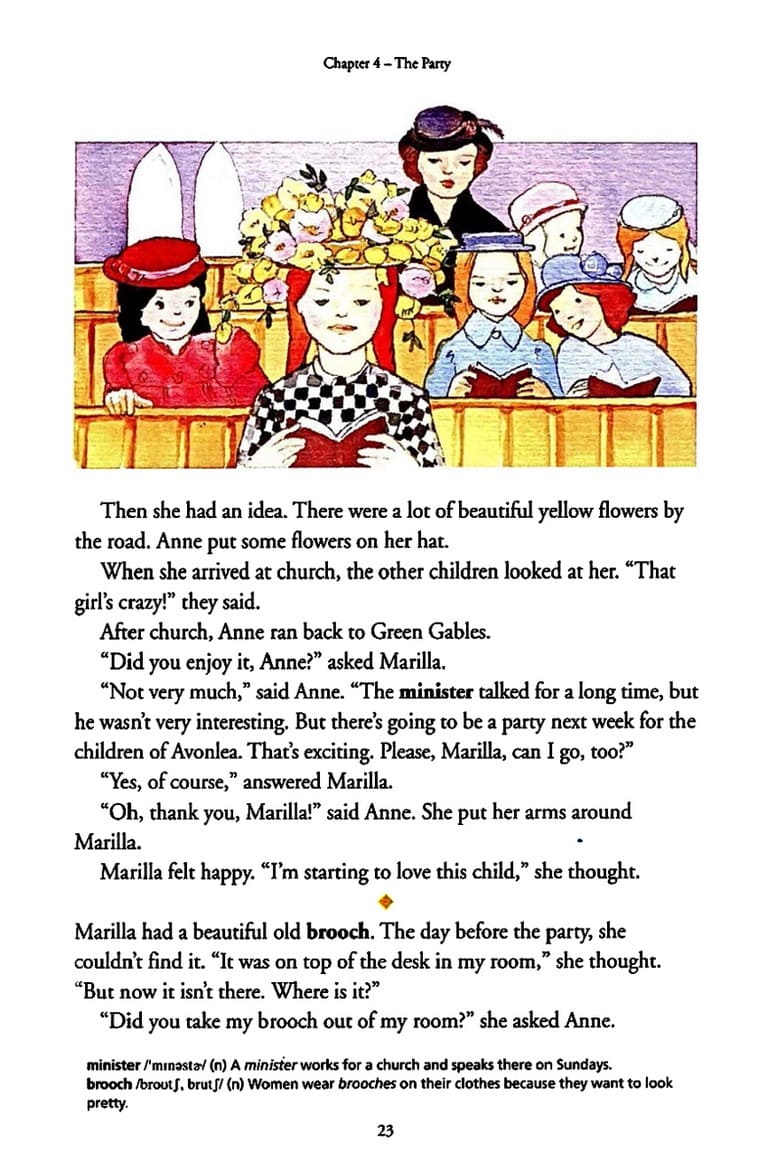 Chapter 4 – The Party
Then she had an idea. There were a lot of beautiful yellow flowers by
the road. Anne put some flowers on her hat.
When she arrived at church, the other children looked at her. “That
girl’s crazy!” they said.
After church, Anne ran back to Green Gables.
“Did you enjoy it, Anne?” asked Marilla.
“Not very much,” said Anne. “The minister talked for a long time, but
he wasn’t very interesting. But there’s going to be a party next week for the
children of Avonlea. That’s exciting. Please, Marilla, can I go, too?”
“Yes, of course,” answered Marilla.
“Oh, thank you, Marilla!” said Anne. She put her arms around
Marilla.
Marilla felt happy. “I’m starting to love this child,” she thought.
Marilla had a beautiful old brooch. The day before the party, she
couldn’t find it. “It was on top of the desk in my room,” she thought.
“But now it isn’t there. Where is it?”
“Did you take my brooch out of my room?” she asked Anne.
minister /ˈmɪnəstɚ/ (n) A minister works for a church and speaks there on Sundays.
brooch /broʊtʃ, brutʃ/ (n) Women wear brooches on their clothes because they want to look
pretty.
23